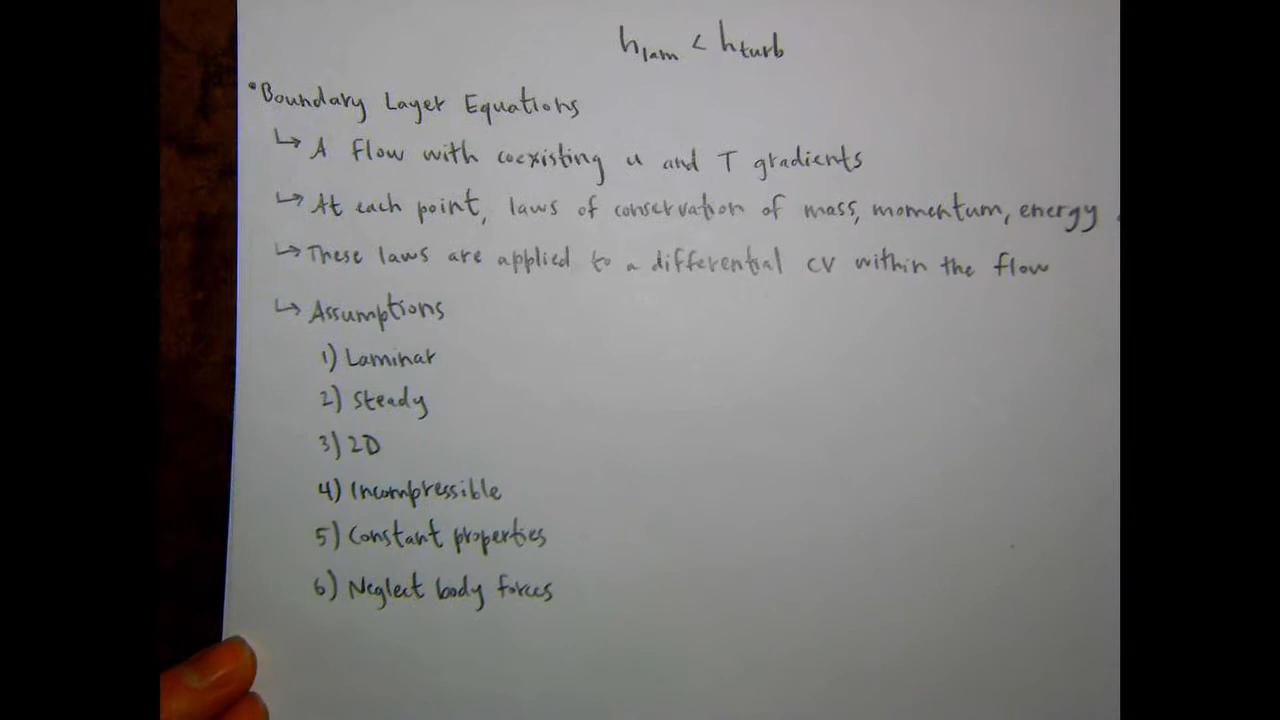 h_lam < h_turb
• Boundary Layer Equations
↳ A flow with coexisting u and T gradients
↳ At each point, laws of conservation of mass, momentum, energy
↳ These laws are applied to a differential CV within the flow
↳ Assumptions
1) Laminar
2) Steady
3) 2D
4) Incompressible
5) Constant properties
6) Neglect body forces